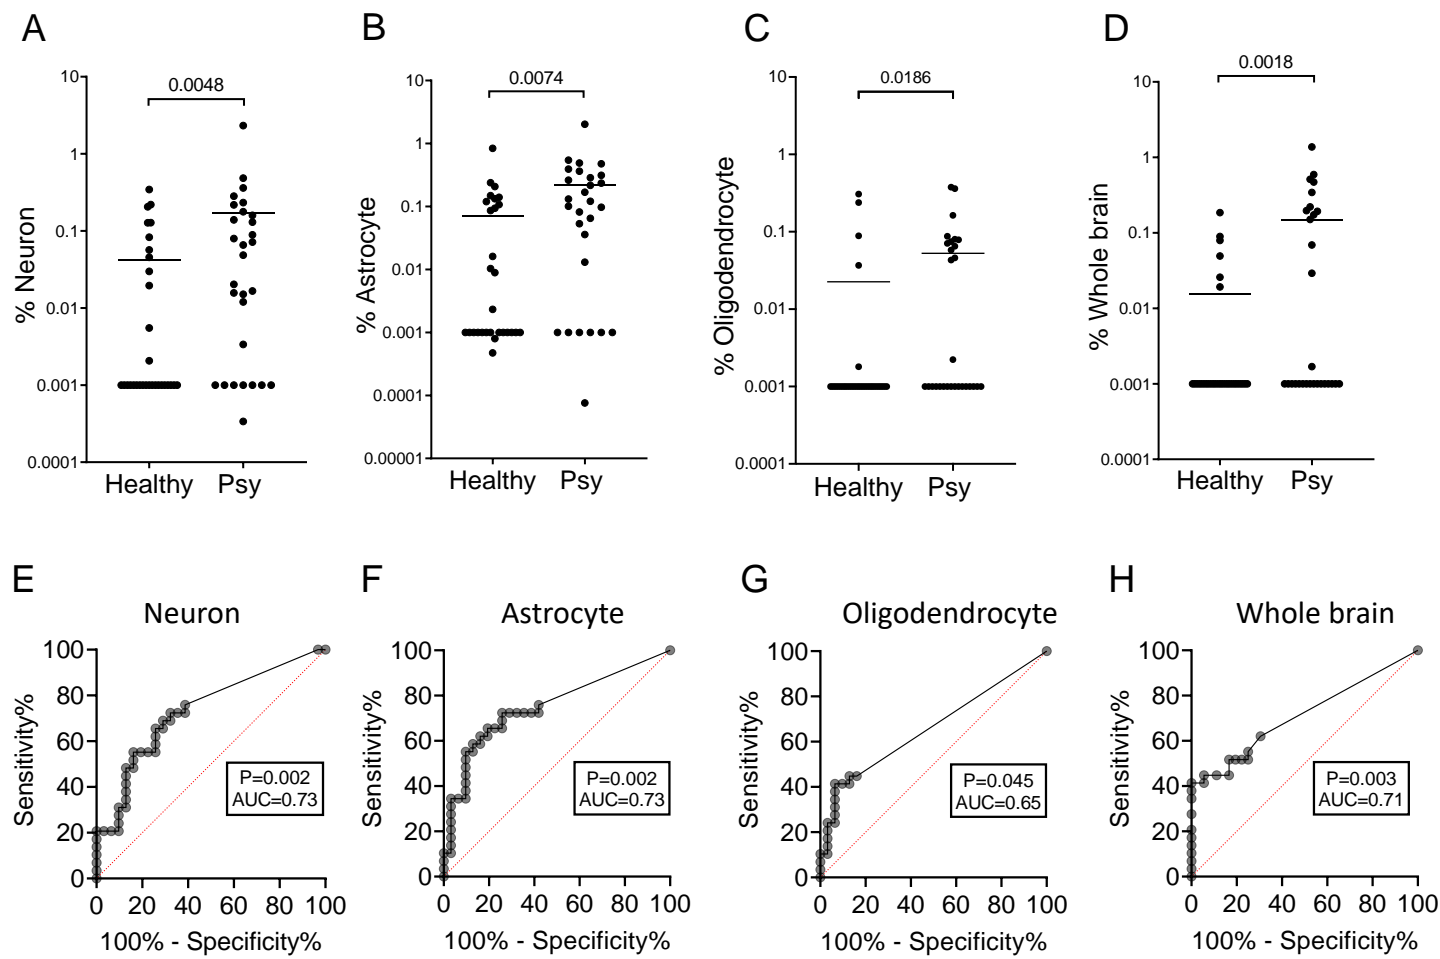 A
B
C
D
0.0048
0.0074
0.0186
0.0018
% Neuron
10
1
0.1
0.01
0.001
0.0001
Healthy Psy
% Astrocyte
10
1
0.1
0.01
0.001
0.0001
0.00001
Healthy Psy
% Oligodendrocyte
10
1
0.1
0.01
0.001
0.0001
Healthy Psy
% Whole brain
10
1
0.1
0.01
0.001
0.0001
Healthy Psy
E
F
G
H
Neuron
Sensitivity%
100
80
60
40
20
0
P=0.002
AUC=0.73
0 20 40 60 80 100
100% - Specificity%
Astrocyte
Sensitivity%
100
80
60
40
20
0
P=0.002
AUC=0.73
0 20 40 60 80 100
100% - Specificity%
Oligodendrocyte
Sensitivity%
100
80
60
40
20
0
P=0.045
AUC=0.65
0 20 40 60 80 100
100% - Specificity%
Whole brain
Sensitivity%
100
80
60
40
20
0
P=0.003
AUC=0.71
0 20 40 60 80 100
100% - Specificity%